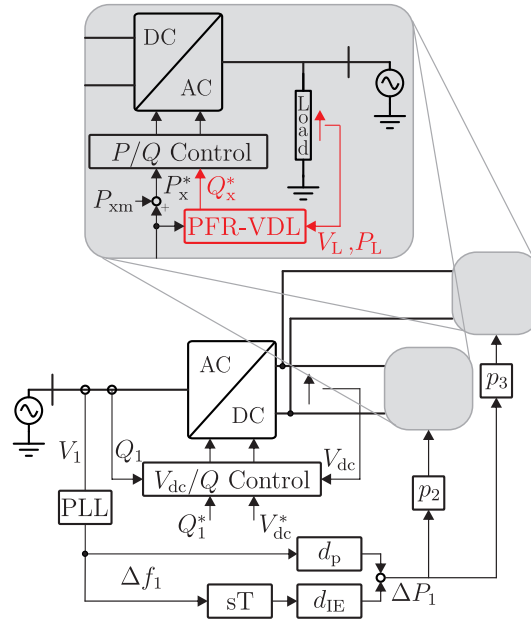 DC
AC
Load
P/Q Control
P*x
Q*x
Pxm
+
PFR-VDL
VL ,PL
AC
DC
p3
V1
Q1
Vdc/Q Control
Vdc
p2
PLL
Q*1
V*dc
dp
Δf1
ΔP1
sT
dIE